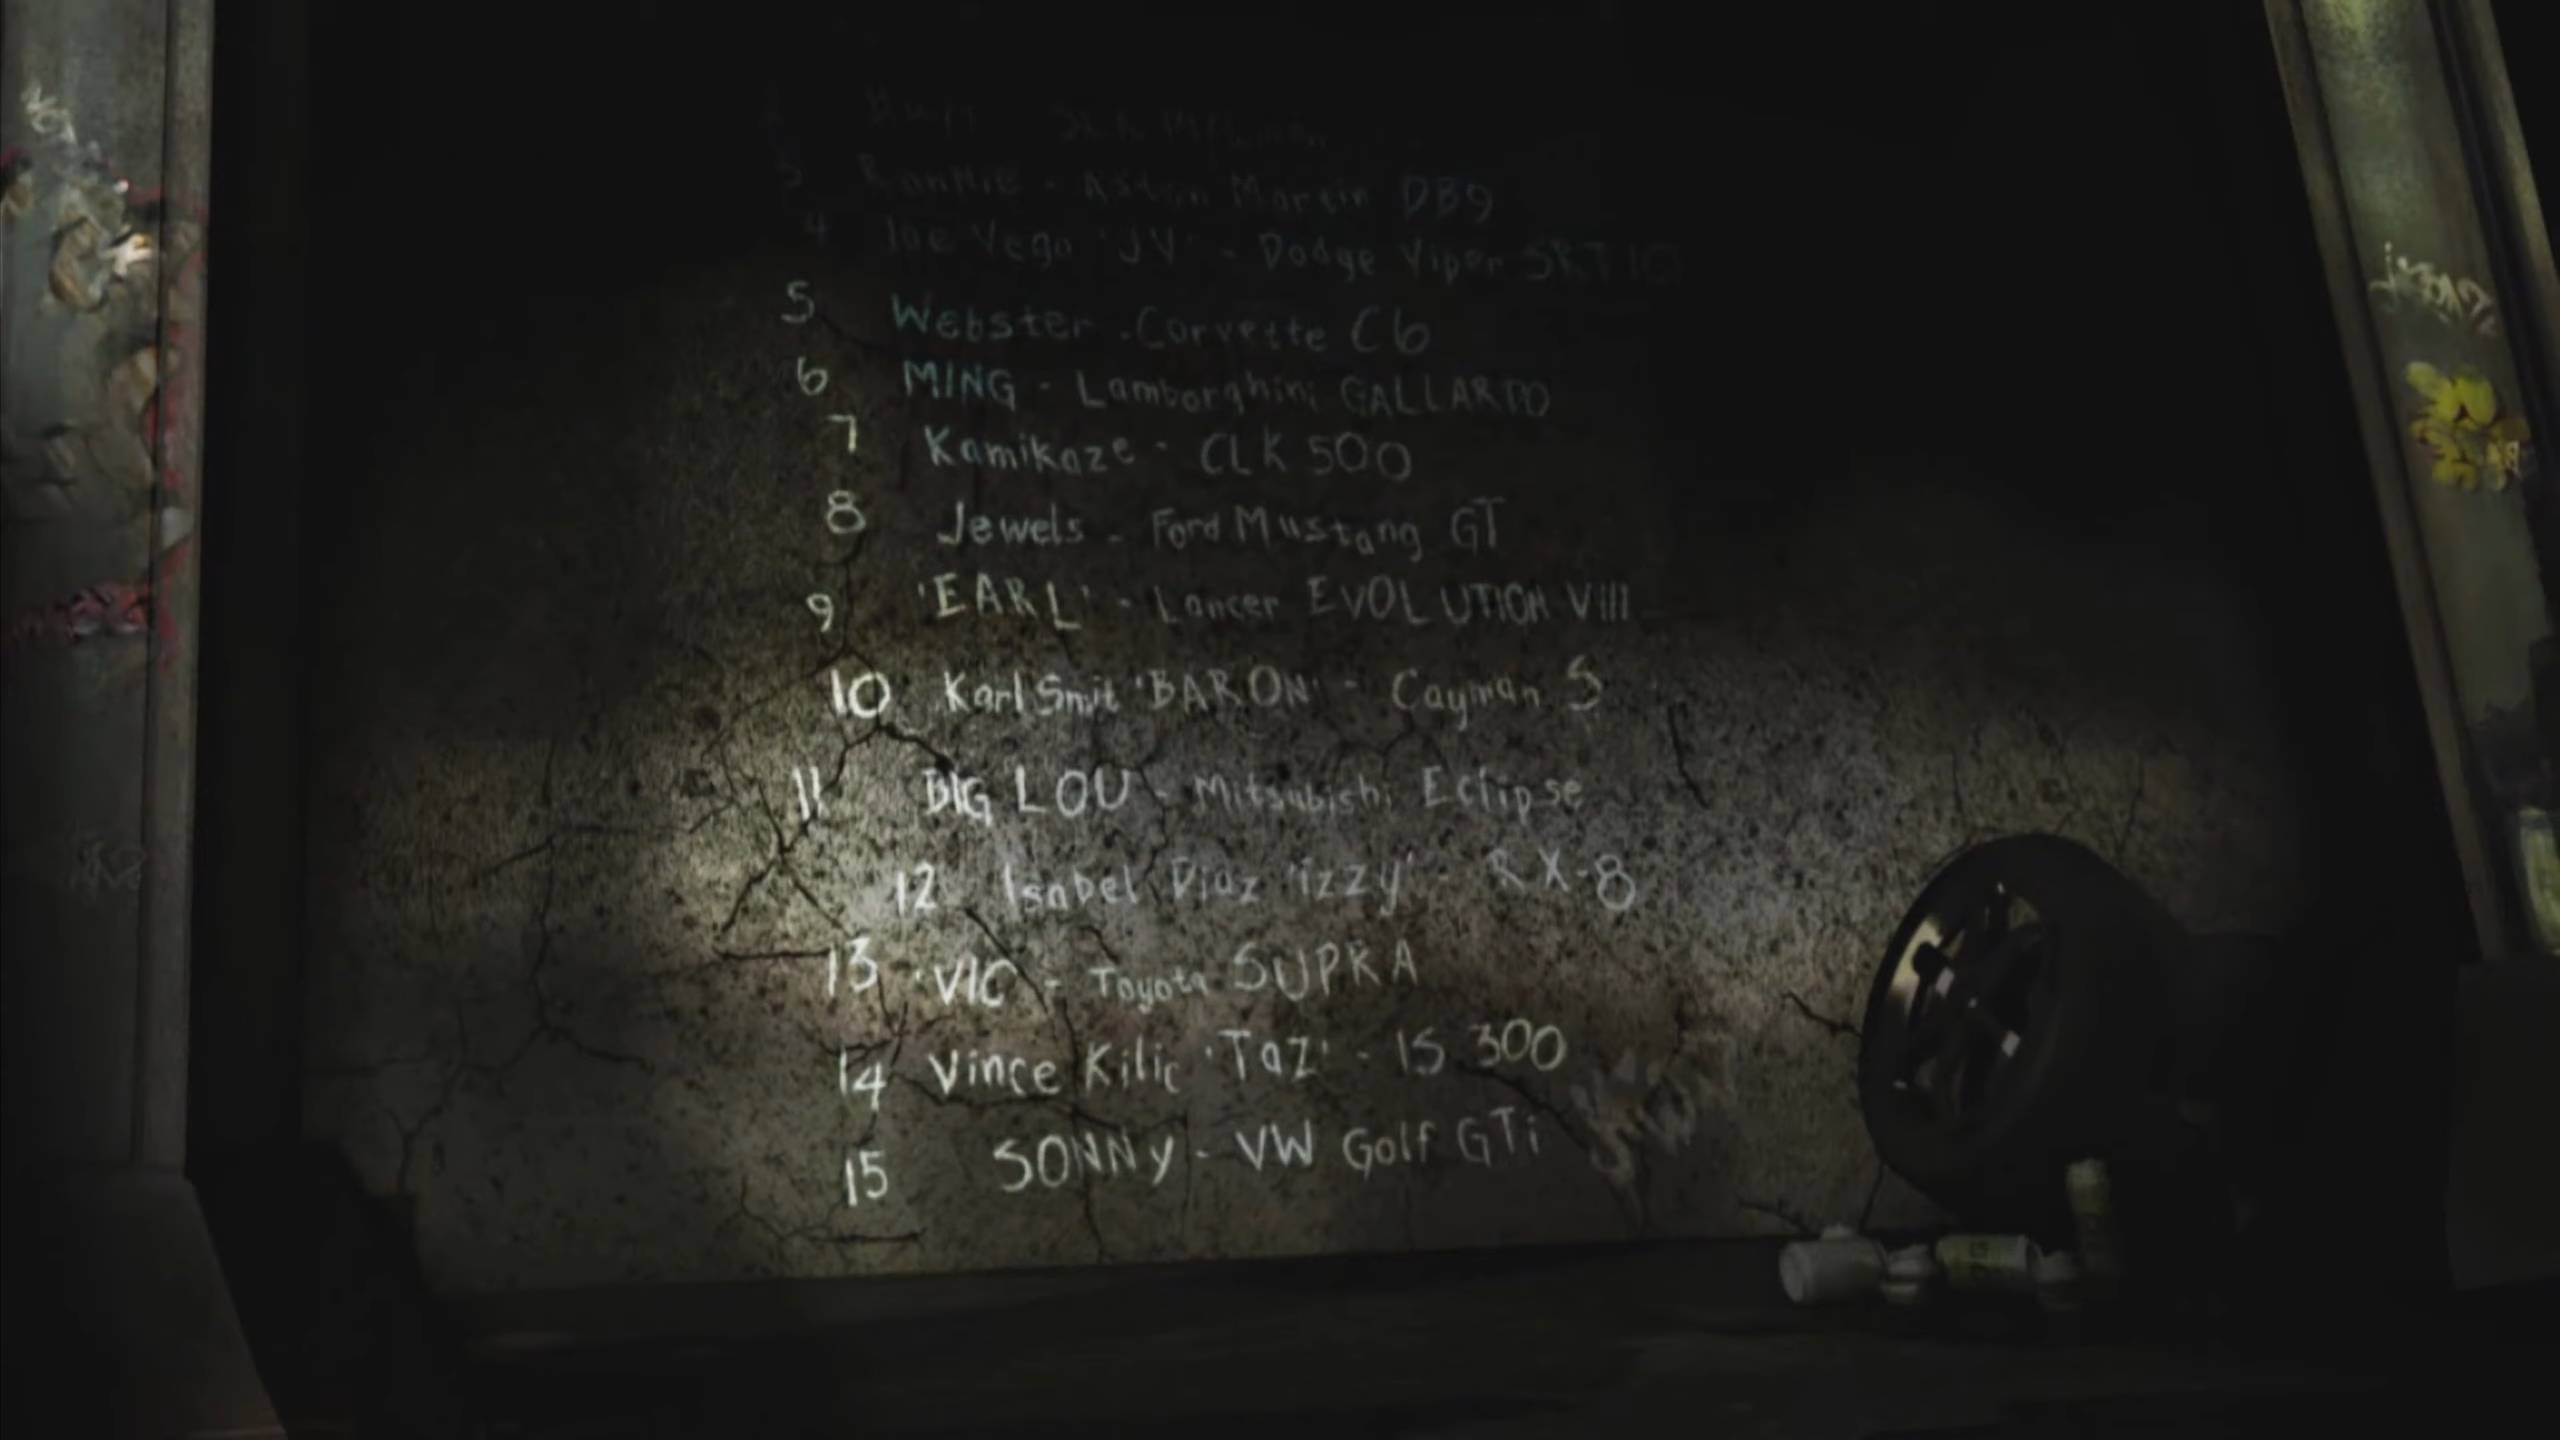 3 Ronnie - Aston Martin DB9
4 Joe Vega 'JV' - Dodge Viper SRT 10
5 Webster - Corvette C6
6 MING - Lamborghini GALLARDO
7 Kamikaze - CLK 500
8 Jewels - Ford Mustang GT
9 'EARL' - Lancer EVOLUTION VIII
10 Karl Smit 'BARON' - Cayman S
11 BIG LOU - Mitsubishi Eclipse
12 Isabel Diaz 'izzy' - RX-8
13 'VIC' - Toyota SUPRA
14 Vince Kilic 'Taz' - IS 300
15 SONNY - VW Golf GTi